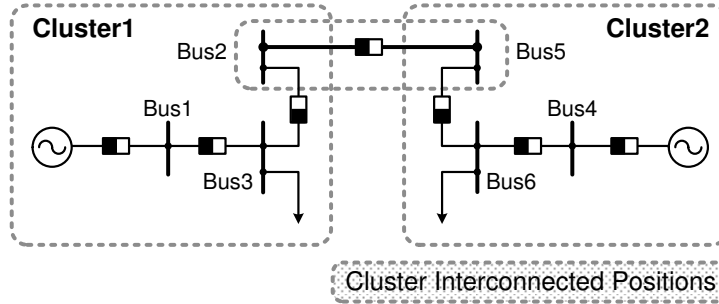 Cluster1
Cluster2
Bus2
Bus5
Bus1
Bus4
Bus3
Bus6
Cluster Interconnected Positions